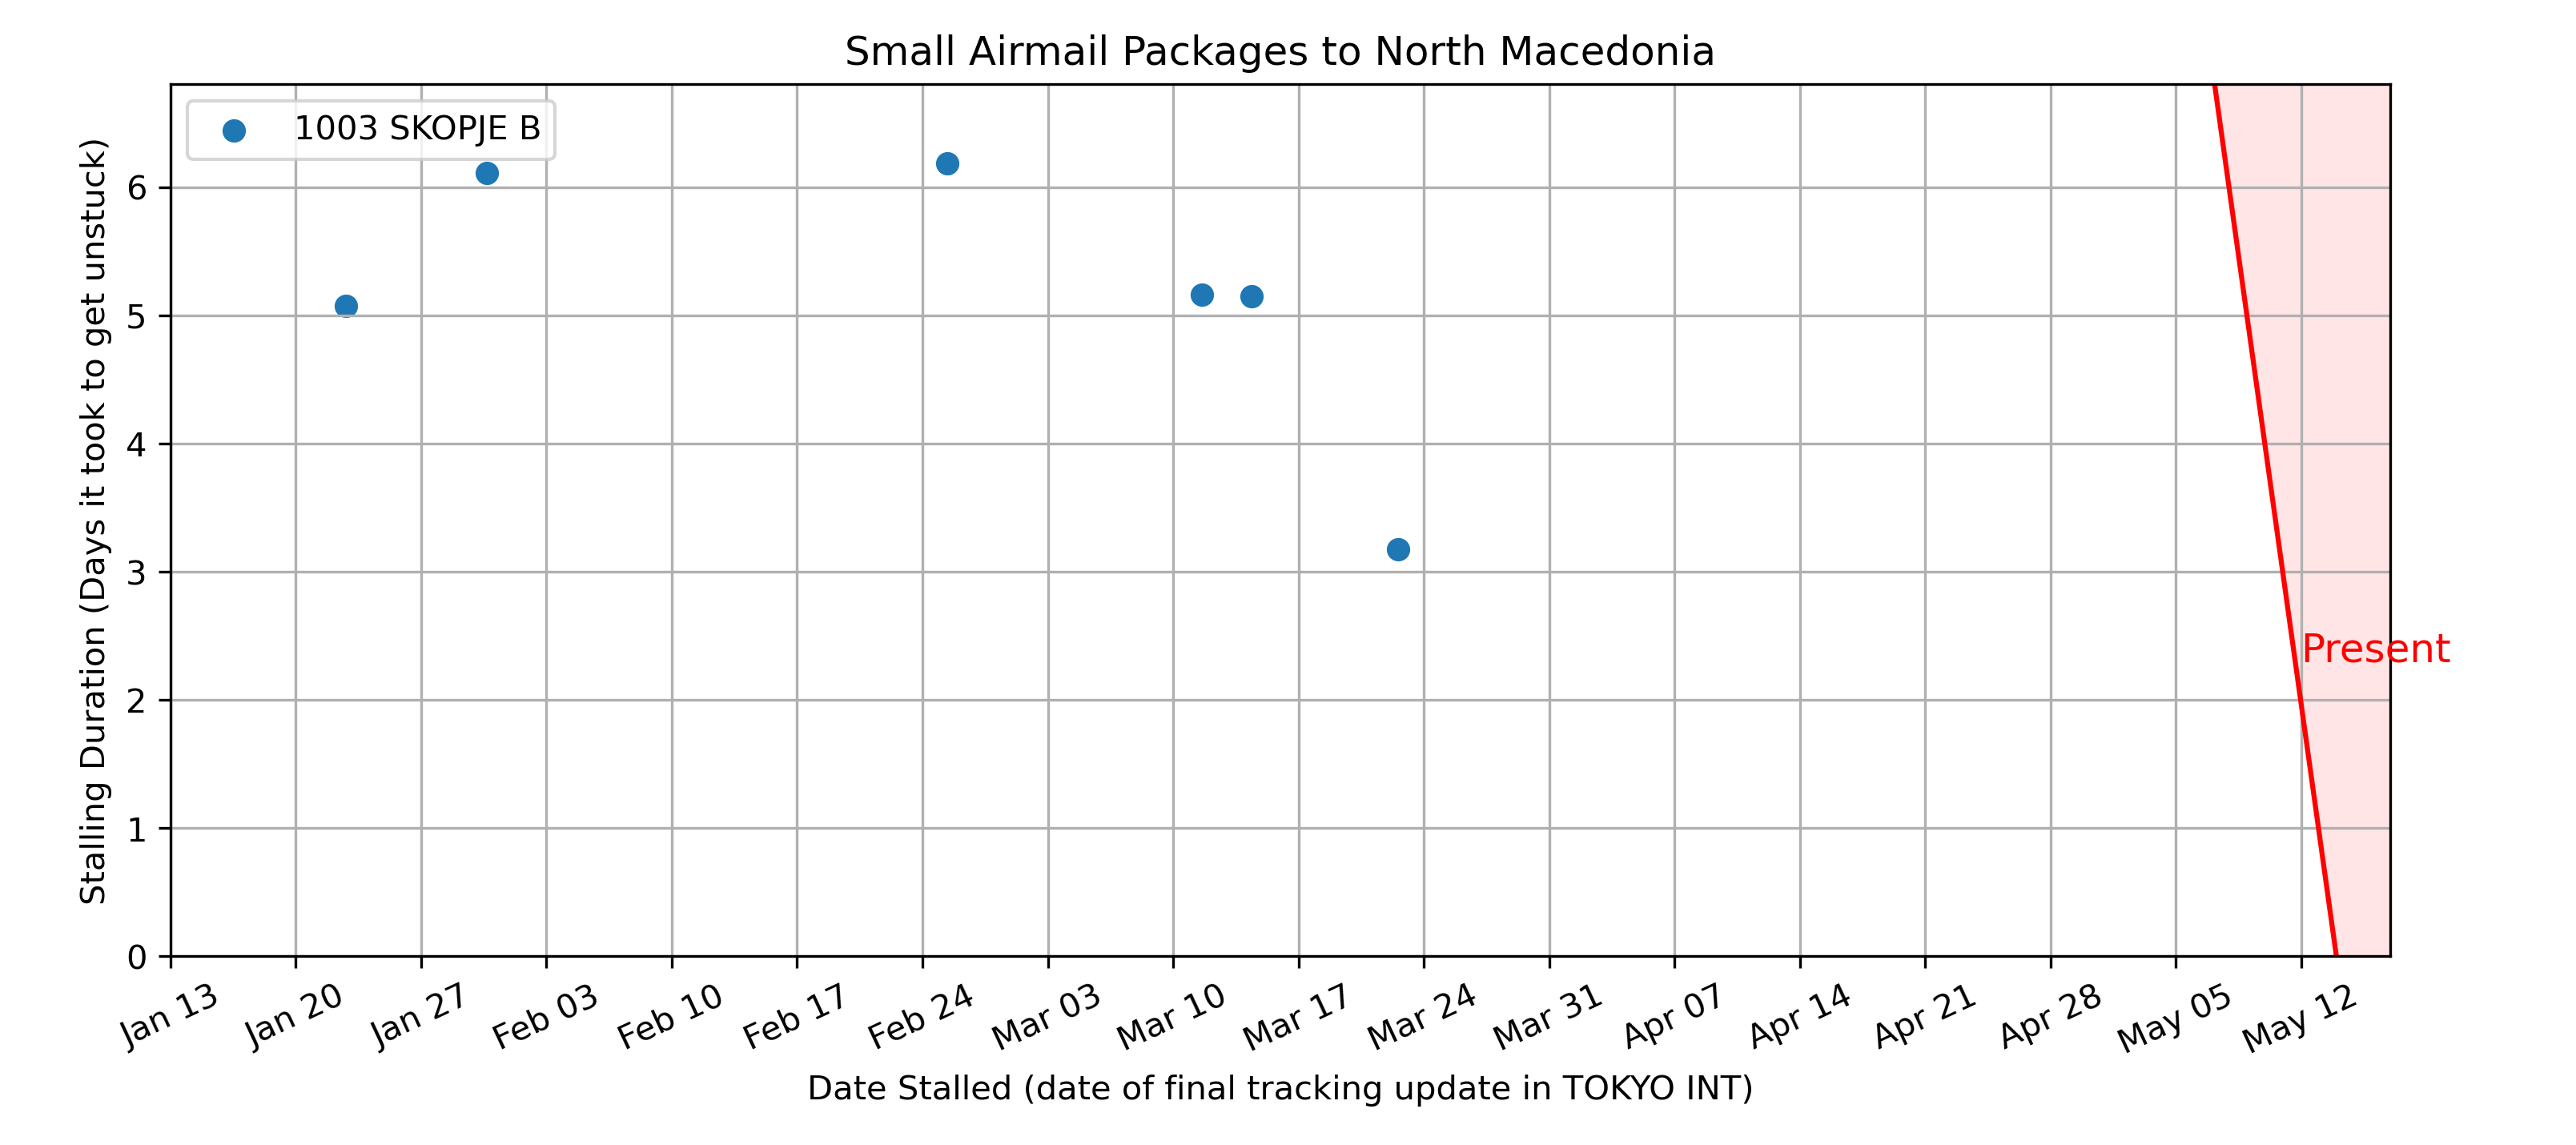 Small Airmail Packages to North Macedonia
1003 SKOPJE B
Stalling Duration (Days it took to get unstuck)
6
5
4
3
2
1
0
Present
Jan 13
Jan 20
Jan 27
Feb 03
Feb 10
Feb 17
Feb 24
Mar 03
Mar 10
Mar 17
Mar 24
Mar 31
Apr 07
Apr 14
Apr 21
Apr 28
May 05
May 12
Date Stalled (date of final tracking update in TOKYO INT)